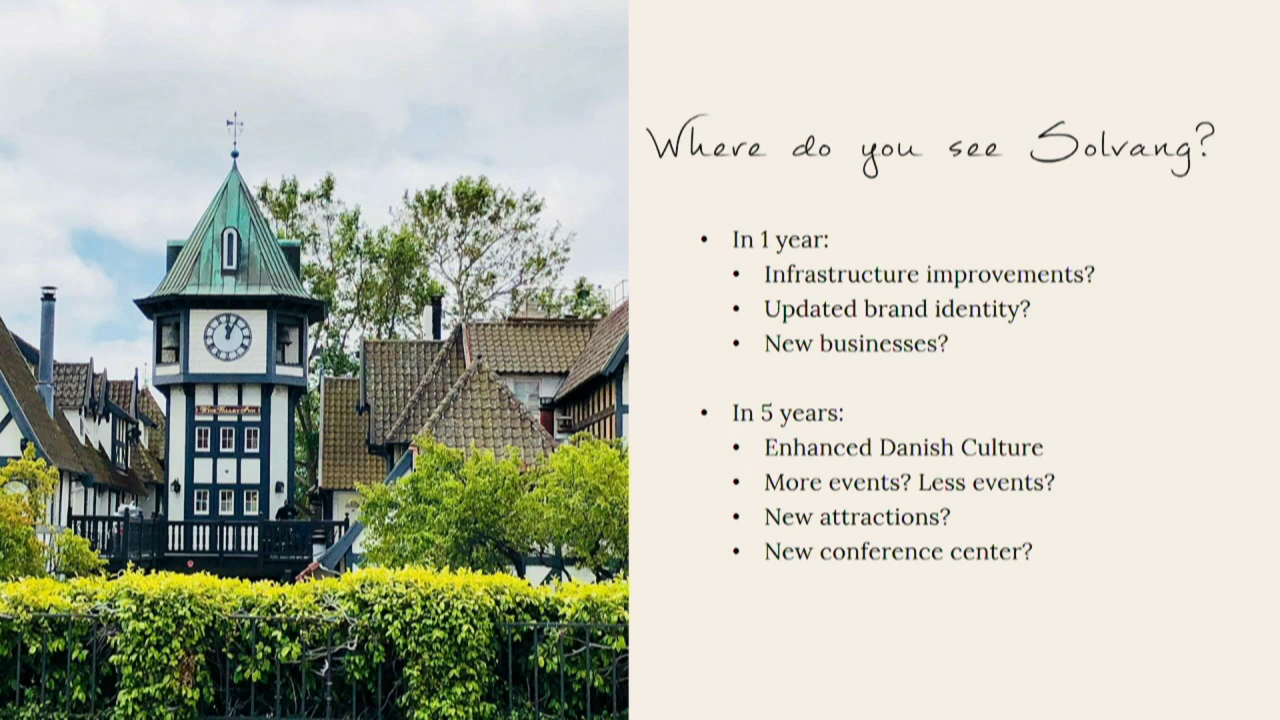 Where do you see Solvang?
• In 1 year:
• Infrastructure improvements?
• Updated brand identity?
• New businesses?
• In 5 years:
• Enhanced Danish Culture
• More events? Less events?
• New attractions?
• New conference center?